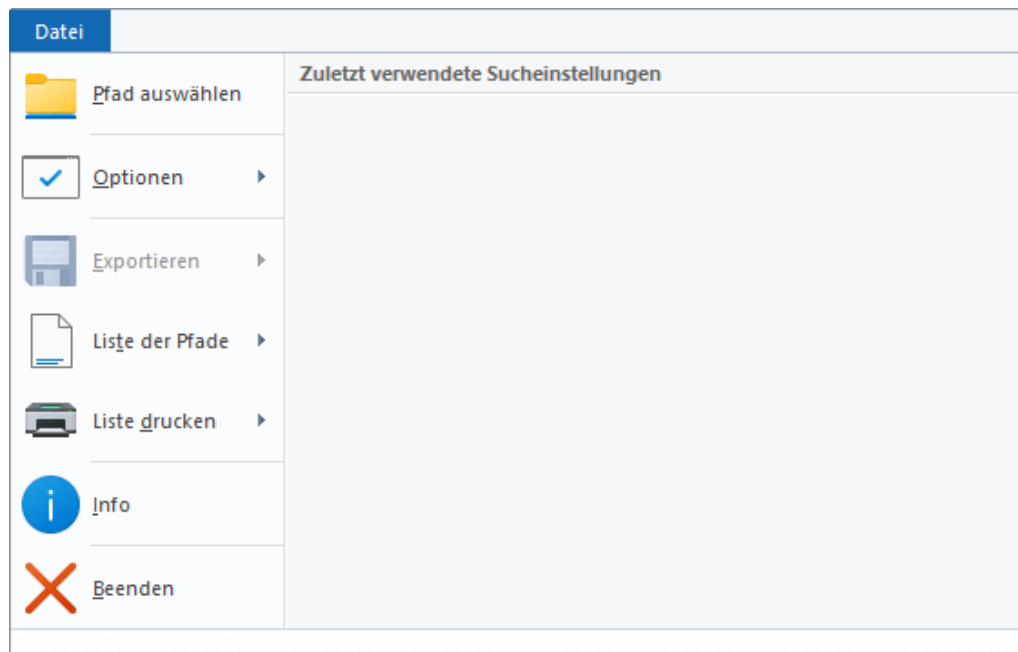 Datei
Pfad auswählen
Optionen
Exportieren
Liste der Pfade
Liste drucken
Info
Beenden
Zuletzt verwendete Sucheinstellungen